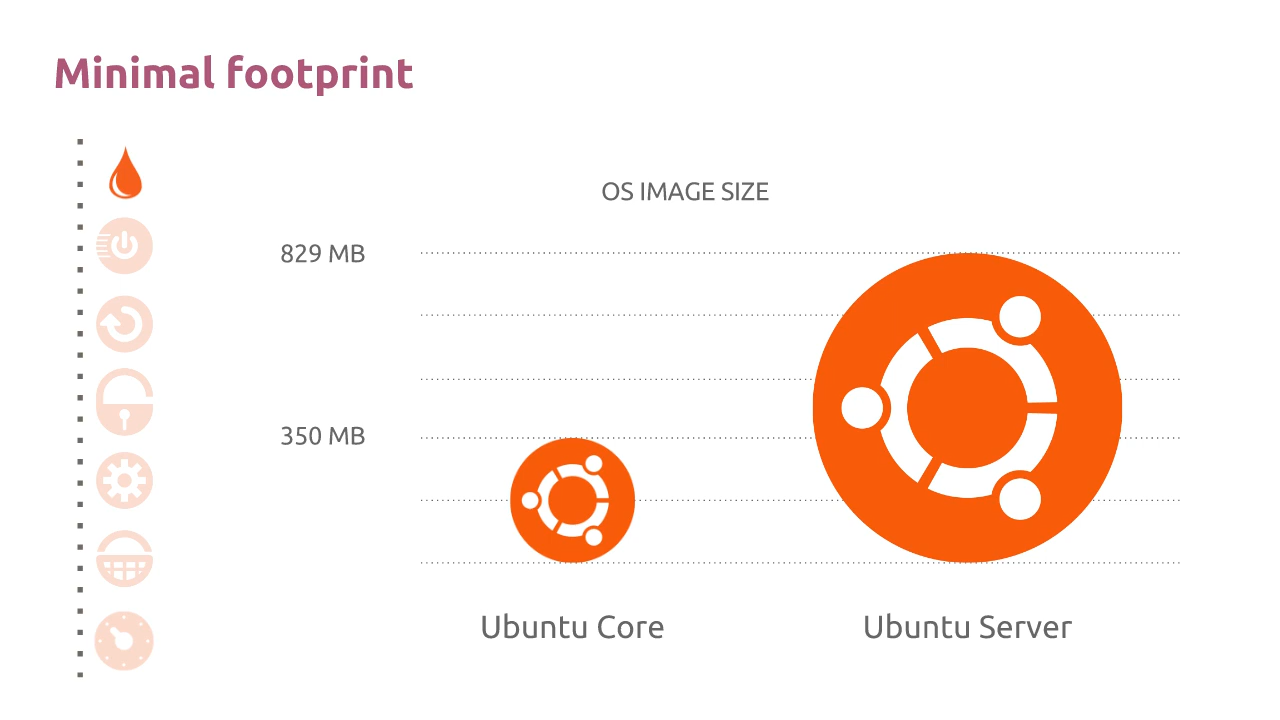 Minimal footprint
OS IMAGE SIZE
829 MB
350 MB
Ubuntu Core
Ubuntu Server